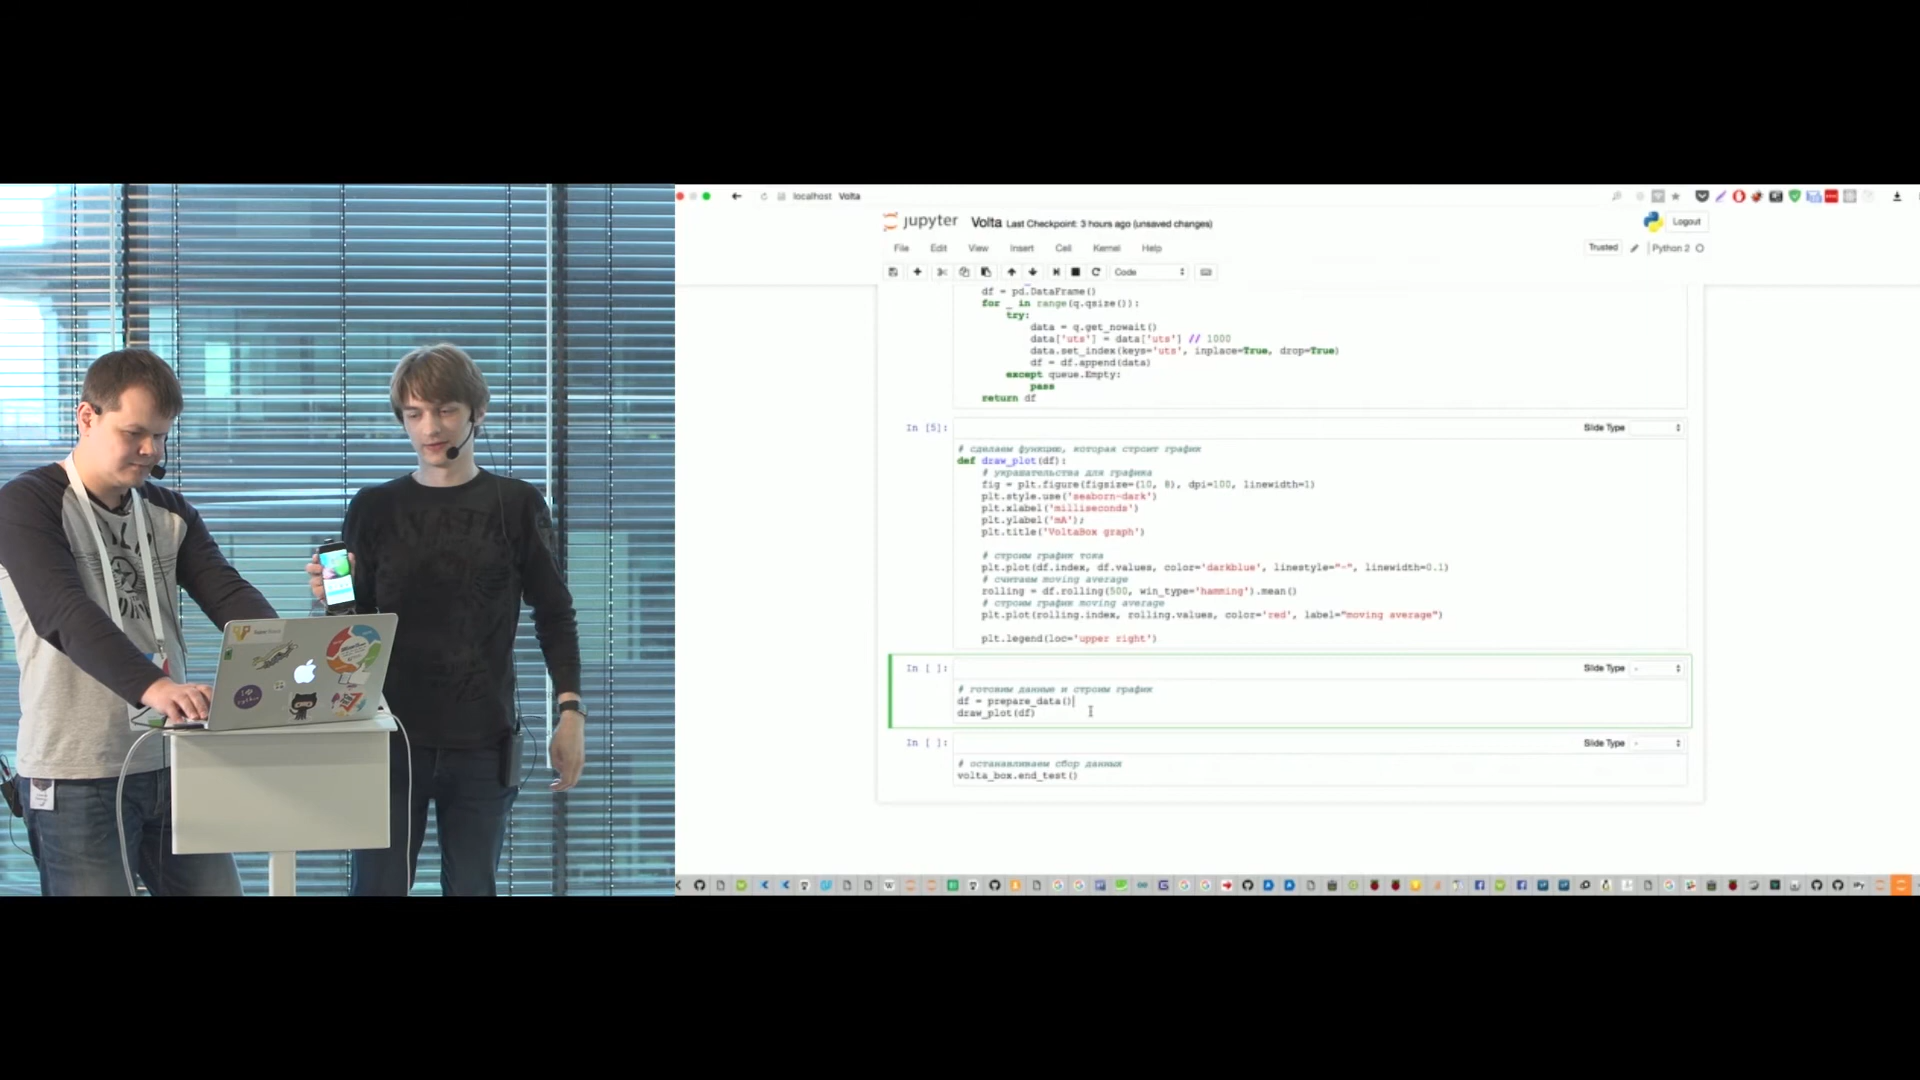 localhost Volta
jupyter Volta Last Checkpoint: 3 hours ago (unsaved changes)
Logout
File Edit View Insert Cell Kernel Help
Trusted
Python 2
Code
df = pd.DataFrame()
for _ in range(q.qsize()):
try:
data = q.get_nowait()
data['uts'] = data['uts'] // 1000
data.set_index(keys='uts', inplace=True, drop=True)
df = df.append(data)
except queue.Empty:
pass
return df
In [5]:
Slide Type
# сделаем функцию, которая строит график
def draw_plot(df):
# украшательства для графика
fig = plt.figure(figsize=(10, 8), dpi=100, linewidth=1)
plt.style.use('seaborn-dark')
plt.xlabel('milliseconds')
plt.ylabel('mA');
plt.title('VoltaBox graph')
# строим график тока
plt.plot(df.index, df.values, color='darkblue', linestyle="-", linewidth=0.1)
# считаем moving average
rolling = df.rolling(500, win_type='hamming').mean()
# строим график moving average
plt.plot(rolling.index, rolling.values, color='red', label="moving average")
plt.legend(loc='upper right')
In [ ]:
Slide Type -
# готовим данные и строим график
df = prepare_data()
draw_plot(df)
In [ ]:
Slide Type -
# останавливаем сбор данных
volta_box.end_test()